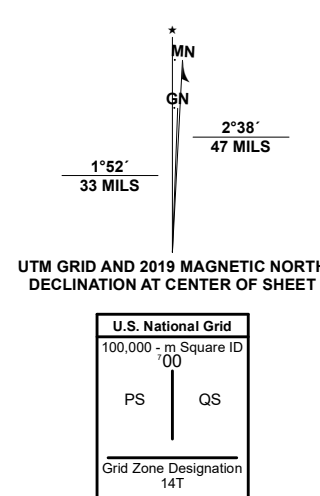 ★
MN
GN
2°38´
47 MILS
1°52´
33 MILS
UTM GRID AND 2019 MAGNETIC NORTH
DECLINATION AT CENTER OF SHEET
U.S. National Grid
100,000 - m Square ID
⁷00
PS QS
Grid Zone Designation
14T